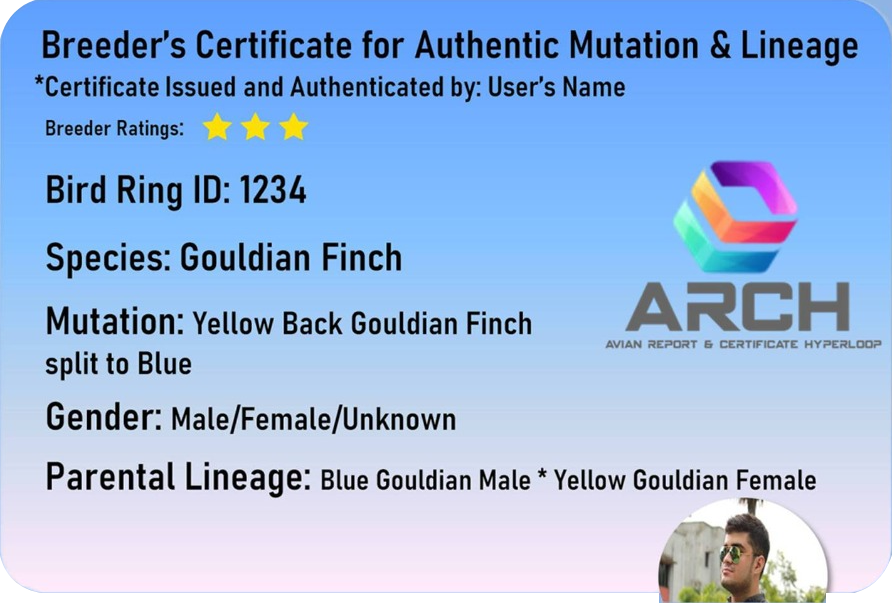 Breeder's Certificate for Authentic Mutation & Lineage
*Certificate Issued and Authenticated by: User's Name
Breeder Ratings:
Bird Ring ID: 1234
Species: Gouldian Finch
Mutation: Yellow Back Gouldian Finch
split to Blue
Gender: Male/Female/Unknown
Parental Lineage: Blue Gouldian Male * Yellow Gouldian Female
ARCH
AVIAN REPORT & CERTIFICATE HYPERLOOP